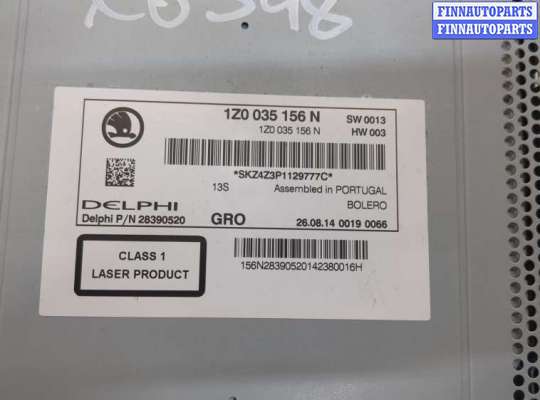 FINNAUTOPARTS
FINNAUTOPARTS
1Z0 035 156 N SW 0013
1Z0 035 156 N HW 003
*SKZ4Z3P1129777C*
13S Assembled in PORTUGAL
DELPHI BOLERO
Delphi P/N 28390520 GRO 26.08.14 0019 0066
CLASS 1
LASER PRODUCT
156N28390520142380016H